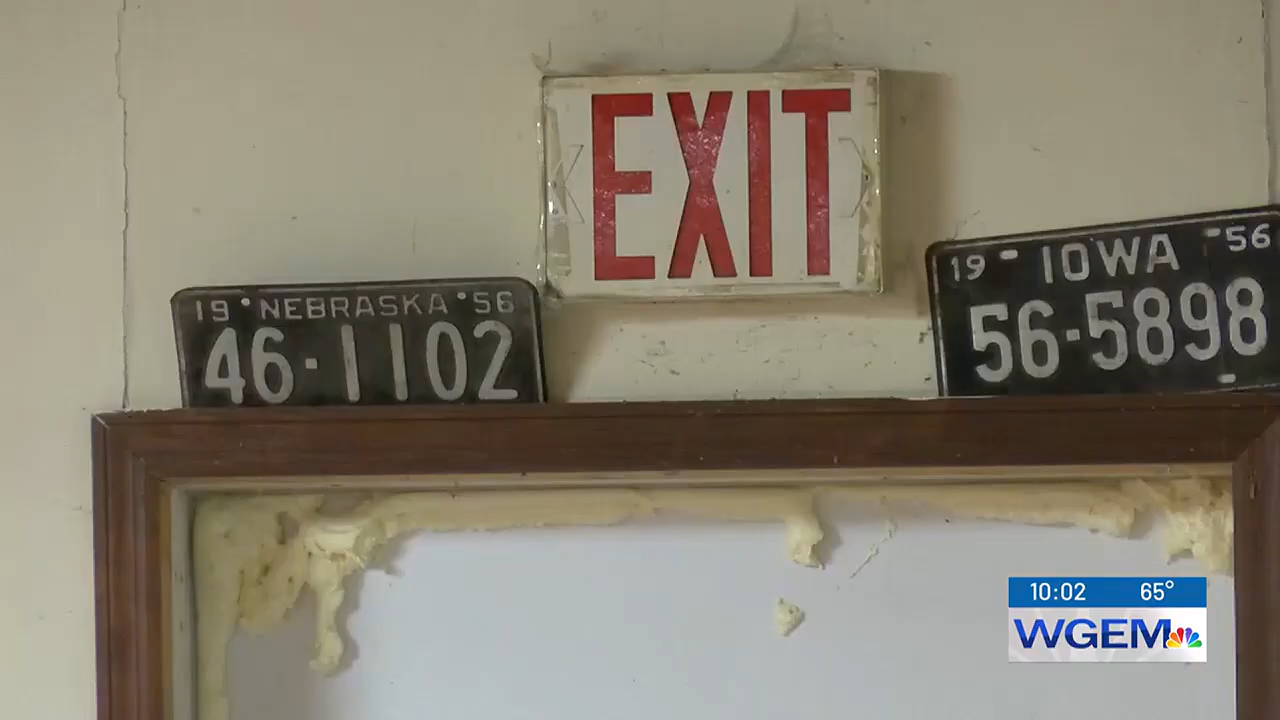 EXIT
19 NEBRASKA 56
46·1102
19 IOWA 56
56·5898
10:02 65°
WGEM